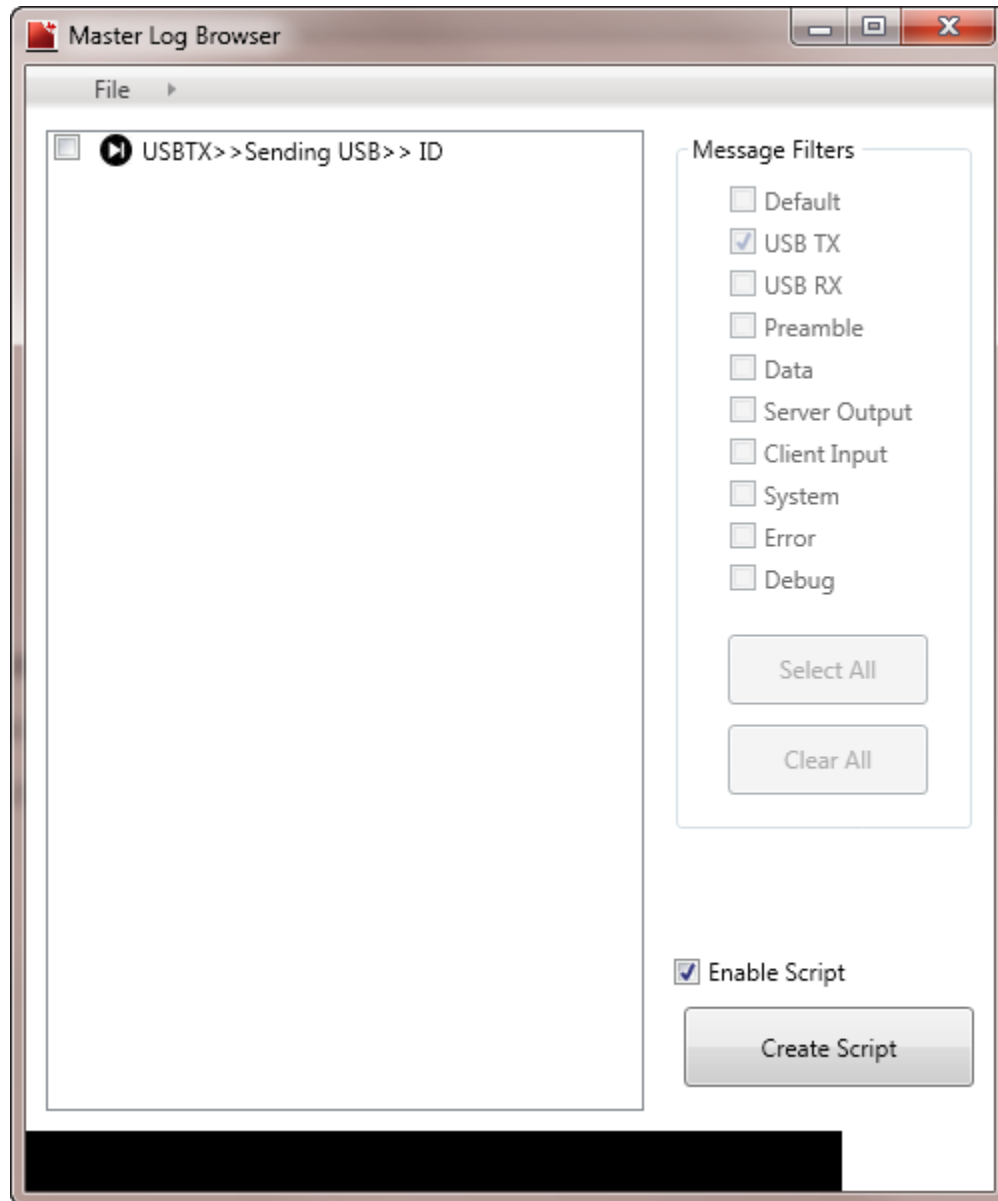 Master Log Browser
File
USBTX>>Sending USB>> ID
Message Filters
Default
USB TX
USB RX
Preamble
Data
Server Output
Client Input
System
Error
Debug
Select All
Clear All
Enable Script
Create Script